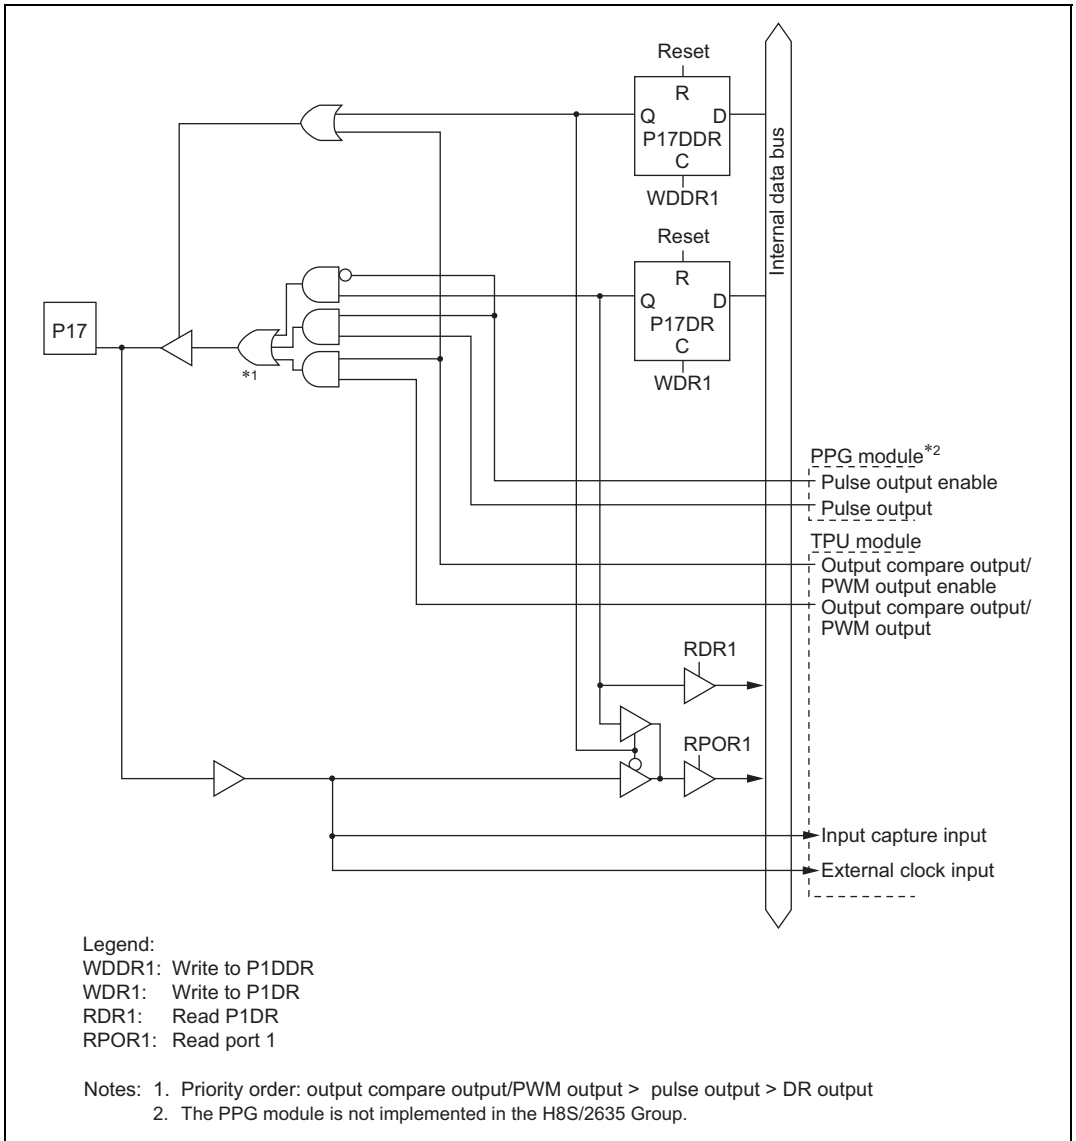 Reset
R
Q D
P17DDR
C
WDDR1
Internal data bus
Reset
R
Q D
P17DR
C
WDR1
P17
*1
PPG module*2
Pulse output enable
Pulse output
TPU module
Output compare output/
PWM output enable
Output compare output/
PWM output
RDR1
RPOR1
Input capture input
External clock input
Legend:
WDDR1: Write to P1DDR
WDR1: Write to P1DR
RDR1: Read P1DR
RPOR1: Read port 1
Notes: 1. Priority order: output compare output/PWM output > pulse output > DR output
2. The PPG module is not implemented in the H8S/2635 Group.